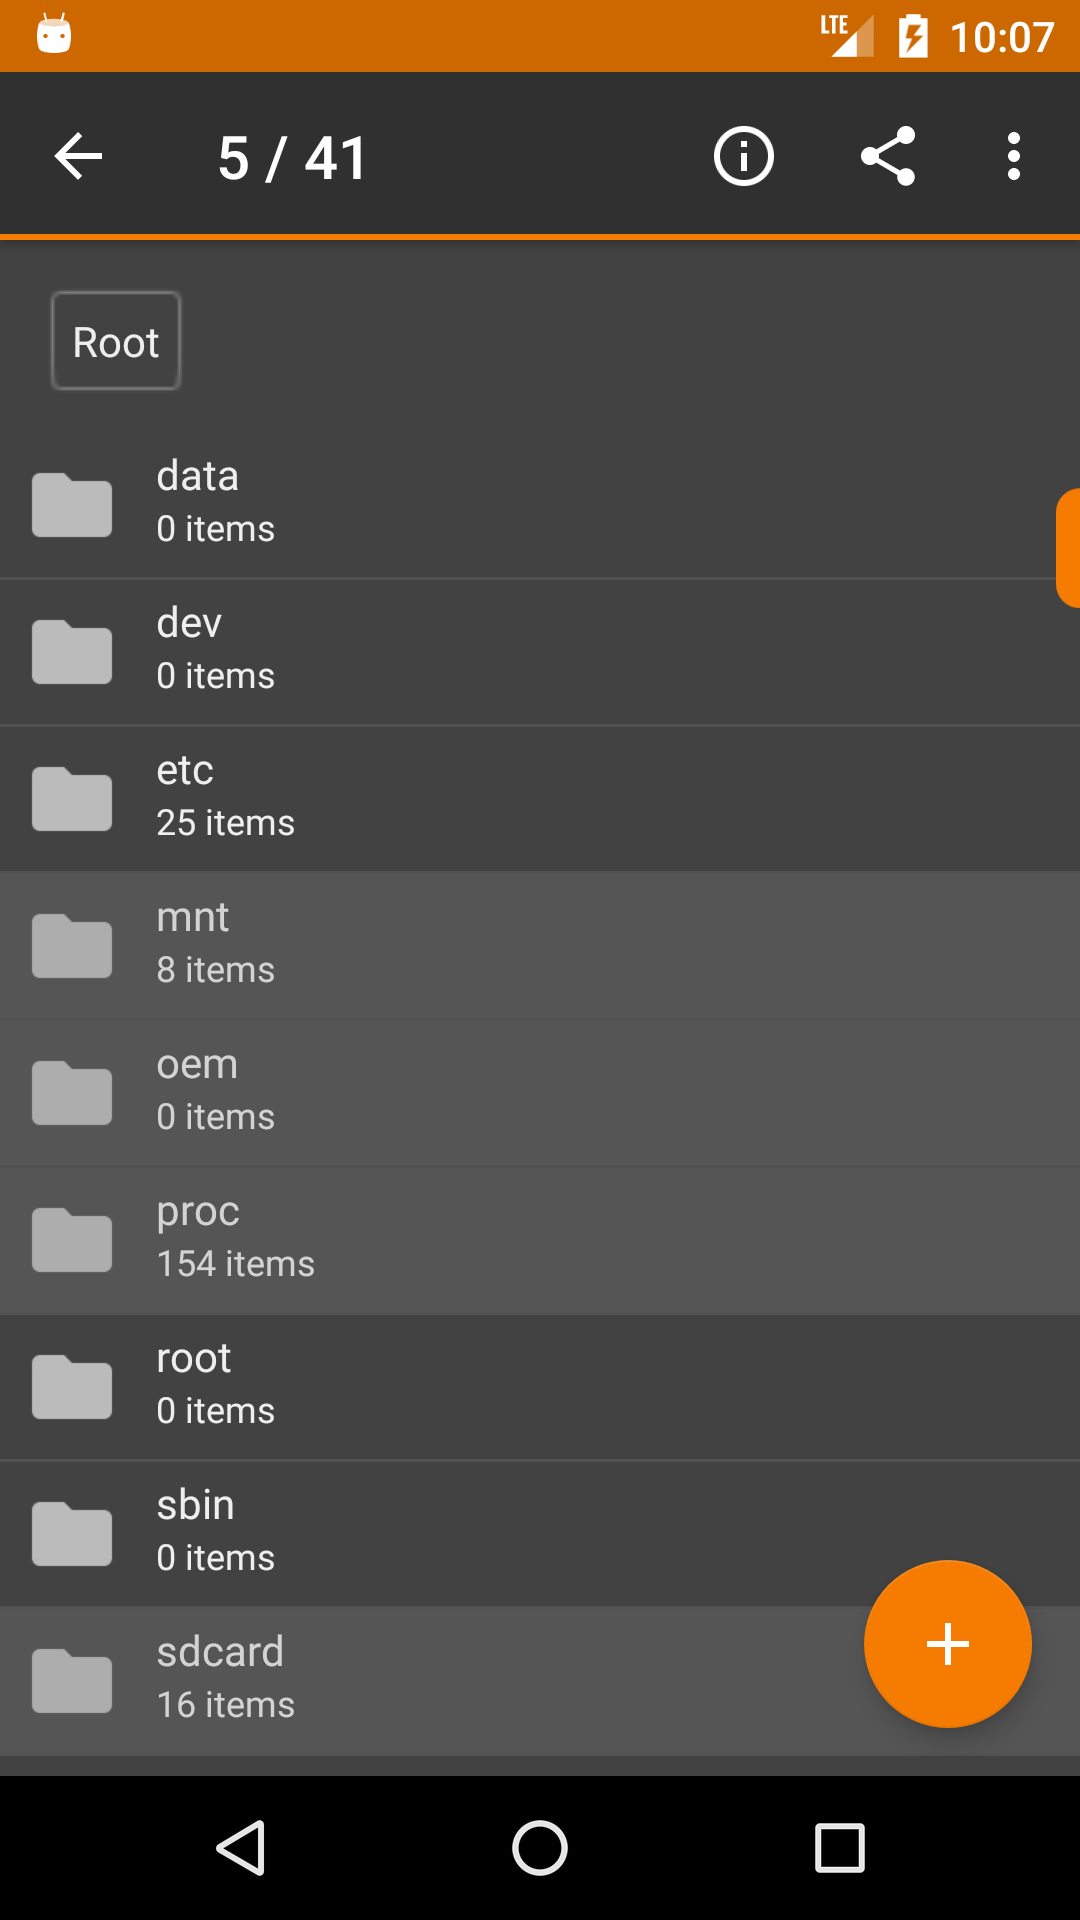 LTE 10:07
5 / 41
Root
data
0 items
dev
0 items
etc
25 items
mnt
8 items
oem
0 items
proc
154 items
root
0 items
sbin
0 items
sdcard
16 items